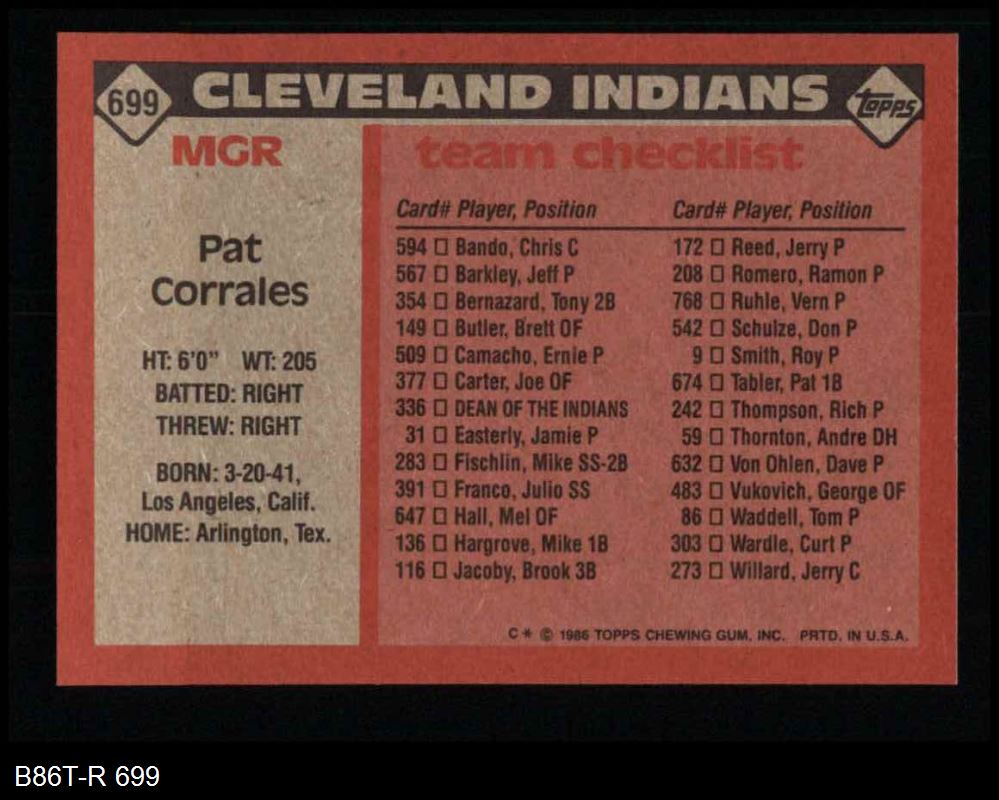 699 CLEVELAND INDIANS Topps
MGR
Pat
Corrales
HT: 6'0" WT: 205
BATTED: RIGHT
THREW: RIGHT
BORN: 3-20-41,
Los Angeles, Calif.
HOME: Arlington, Tex.
team checklist
Card# Player, Position
594 □ Bando, Chris C
567 □ Barkley, Jeff P
354 □ Bernazard, Tony 2B
149 □ Butler, Brett OF
509 □ Camacho, Ernie P
377 □ Carter, Joe OF
336 □ DEAN OF THE INDIANS
31 □ Easterly, Jamie P
283 □ Fischlin, Mike SS-2B
391 □ Franco, Julio SS
647 □ Hall, Mel OF
136 □ Hargrove, Mike 1B
116 □ Jacoby, Brook 3B
Card# Player, Position
172 □ Reed, Jerry P
208 □ Romero, Ramon P
768 □ Ruhle, Vern P
542 □ Schulze, Don P
9 □ Smith, Roy P
674 □ Tabler, Pat 1B
242 □ Thompson, Rich P
59 □ Thornton, Andre DH
632 □ Von Ohlen, Dave P
483 □ Vukovich, George OF
86 □ Waddell, Tom P
303 □ Wardle, Curt P
273 □ Willard, Jerry C
C* © 1986 TOPPS CHEWING GUM, INC. PRTD. IN U.S.A.
B86T-R 699